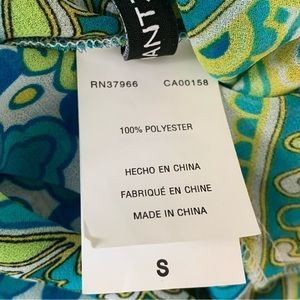 RN37966 CA00158
100% POLYESTER
HECHO EN CHINA
FABRIQUÉ EN CHINE
MADE IN CHINA
S